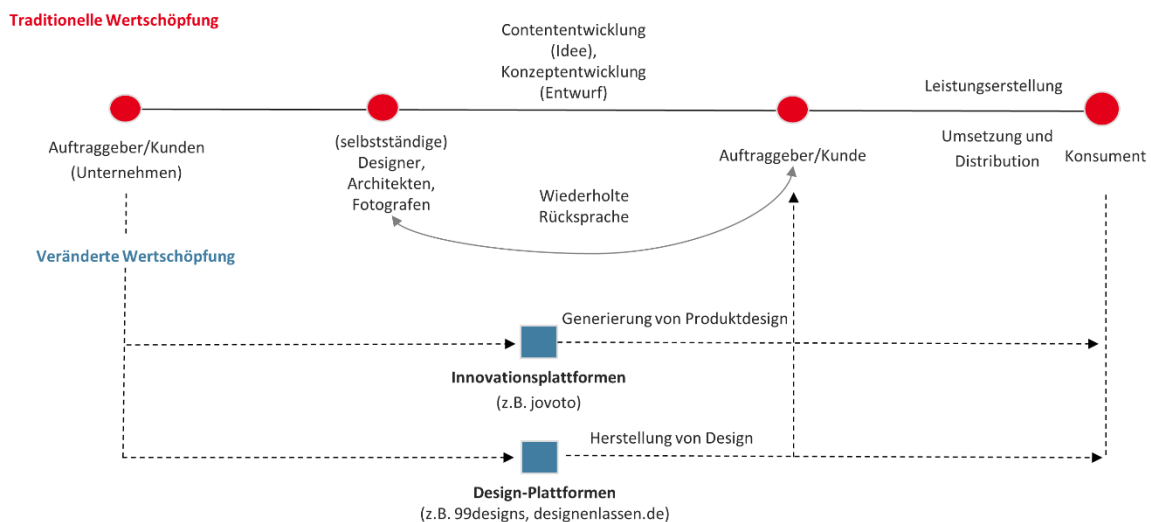 Traditionelle Wertschöpfung
Contententwicklung
(Idee),
Konzeptentwicklung
(Entwurf)
Leistungserstellung
Auftraggeber/Kunden
(Unternehmen)
(selbstständige)
Designer,
Architekten,
Fotografen
Auftraggeber/Kunde
Umsetzung und
Distribution
Konsument
Wiederholte
Rücksprache
Veränderte Wertschöpfung
Generierung von Produktdesign
Innovationsplattformen
(z.B. jovoto)
Herstellung von Design
Design-Plattformen
(z.B. 99designs, designenlassen.de)